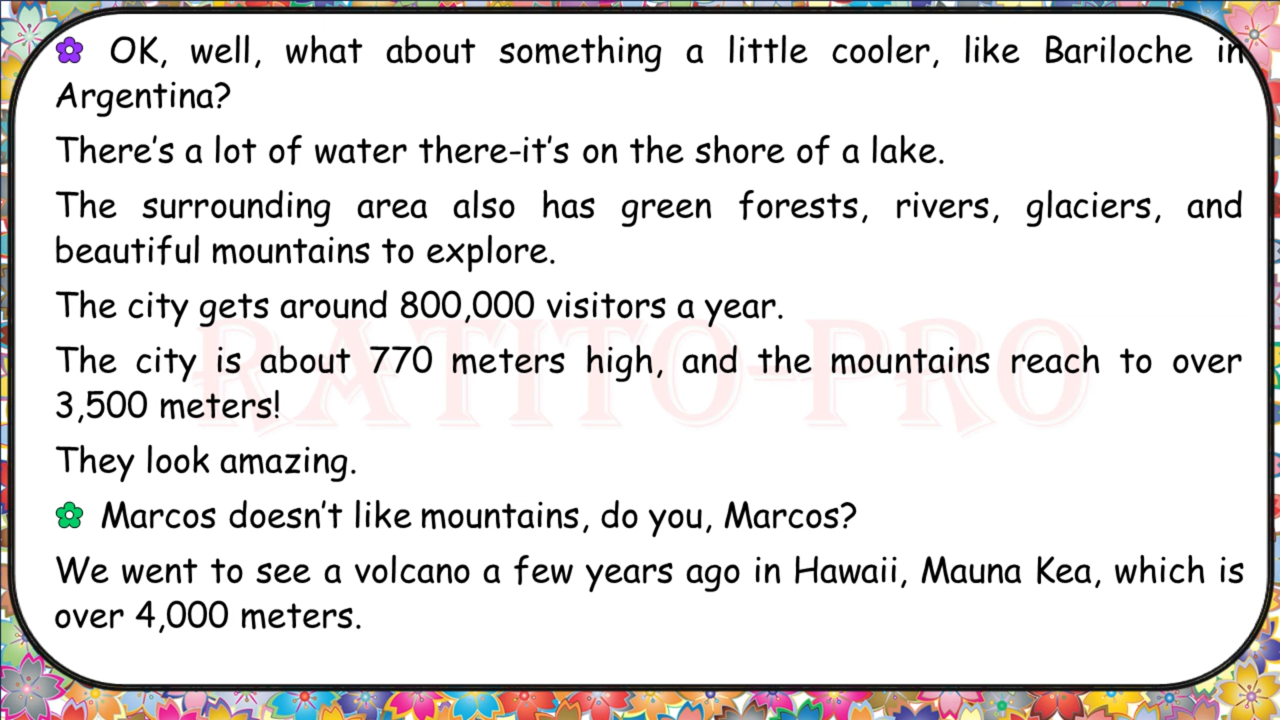 OK, well, what about something a little cooler, like Bariloche in
Argentina?
There's a lot of water there-it's on the shore of a lake.
The surrounding area also has green forests, rivers, glaciers, and
beautiful mountains to explore.
The city gets around 800,000 visitors a year.
The city is about 770 meters high, and the mountains reach to over
3,500 meters!
They look amazing.
Marcos doesn't like mountains, do you, Marcos?
We went to see a volcano a few years ago in Hawaii, Mauna Kea, which is
over 4,000 meters.
RATITO-PRO